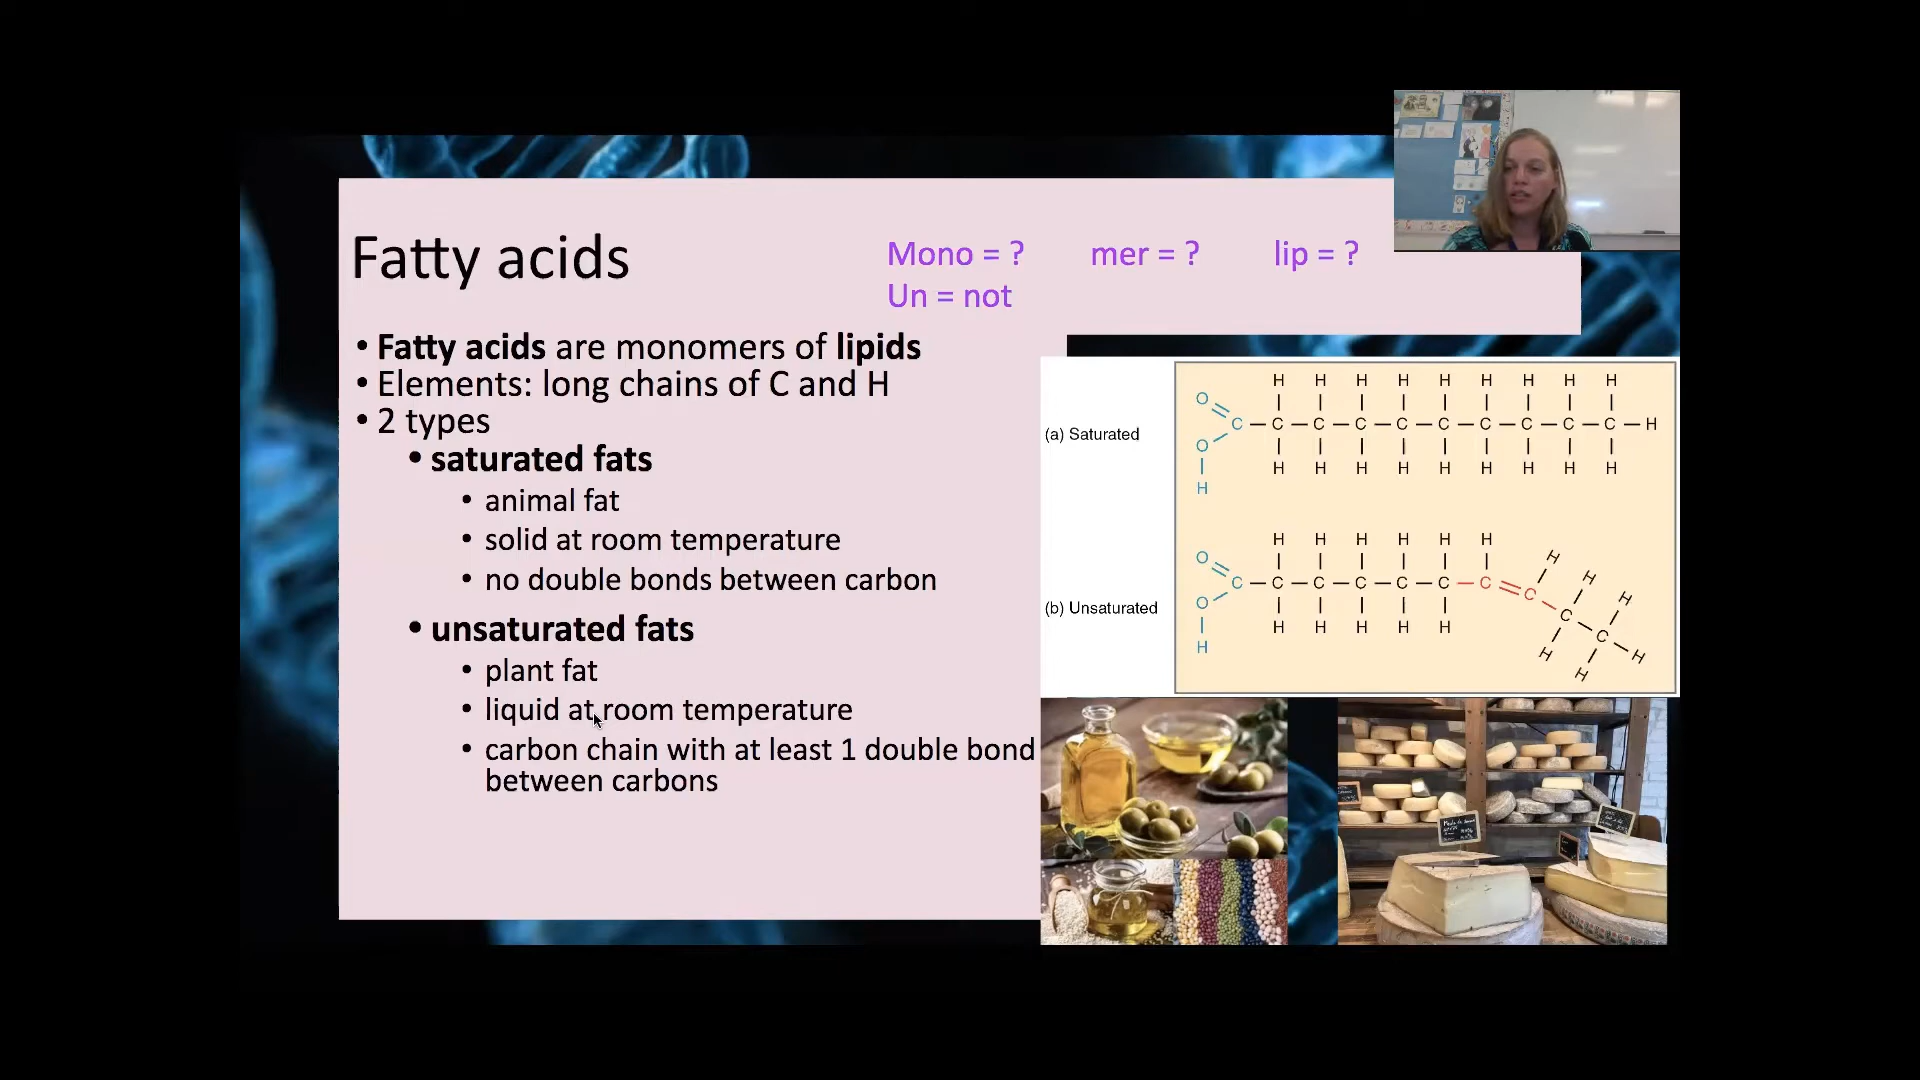 Fatty acids
Mono = ? mer = ? lip = ?
Un = not
• Fatty acids are monomers of lipids
• Elements: long chains of C and H
• 2 types
• saturated fats
• animal fat
• solid at room temperature
• no double bonds between carbon
• unsaturated fats
• plant fat
• liquid at room temperature
• carbon chain with at least 1 double bond
between carbons
(a) Saturated
H H H H H H H H H
O
C C C C C C C C C C H
O
H H H H H H H H H
H
(b) Unsaturated
H H H H H H
O H
C C C C C C C C H
O C H
H H H H H C
H H H
H